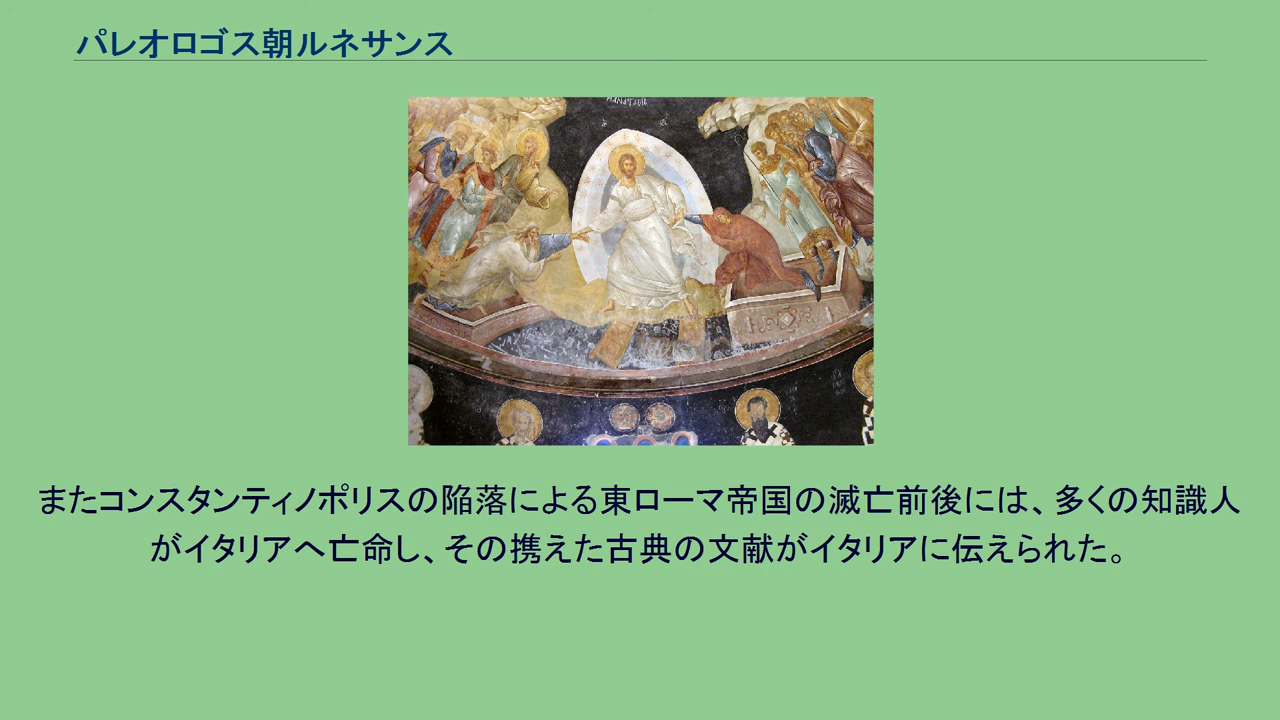 パレオロゴス朝ルネサンス
またコンスタンティノポリスの陥落による東ローマ帝国の滅亡前後には、多くの知識人
がイタリアへ亡命し、その携えた古典の文献がイタリアに伝えられた。